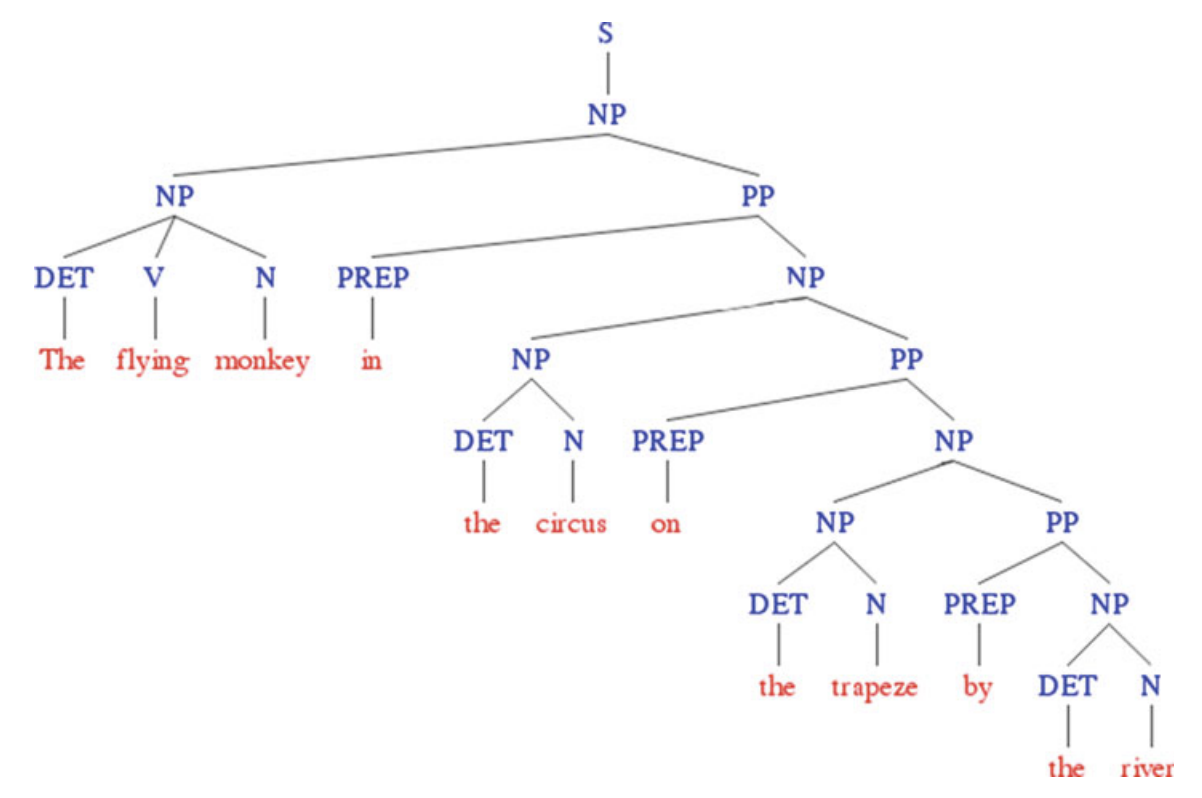 S
NP
NP PP
DET V N PREP NP
The flying monkey in NP PP
DET N PREP NP
the circus on NP PP
DET N PREP NP
the trapeze by DET N
the river